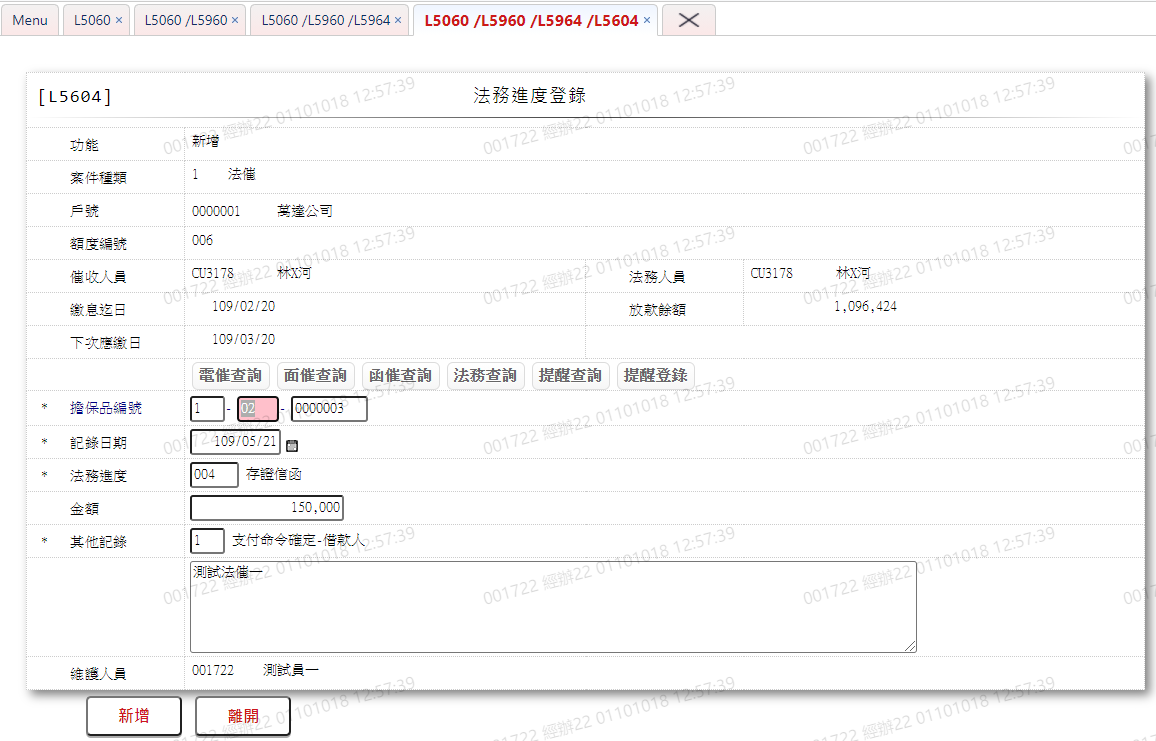 Menu L5060 × L5060 /L5960 × L5060 /L5960 /L5964 × L5060 /L5960 /L5964 /L5604 ×
[L5604] 法務進度登錄
功能 新增
案件種類 1 法催
戶號 0000001 萬達公司
額度編號 006
催收人員 CU3178 林X河 法務人員 CU3178 林X河
繳息迄日 109/02/20 放款餘額 1,096,424
下次應繳日 109/03/20
電催查詢 面催查詢 函催查詢 法務查詢 提醒查詢 提醒登錄
* 擔保品編號 1 - 02 - 0000003
* 記錄日期 109/05/21
* 法務進度 004 存證信函
金額 150,000
* 其他記錄 1 支付命令確定-借款人
測試法催一
維護人員 001722 測試員一
新增 離開
001722 經辦22 01101018 12:57:39